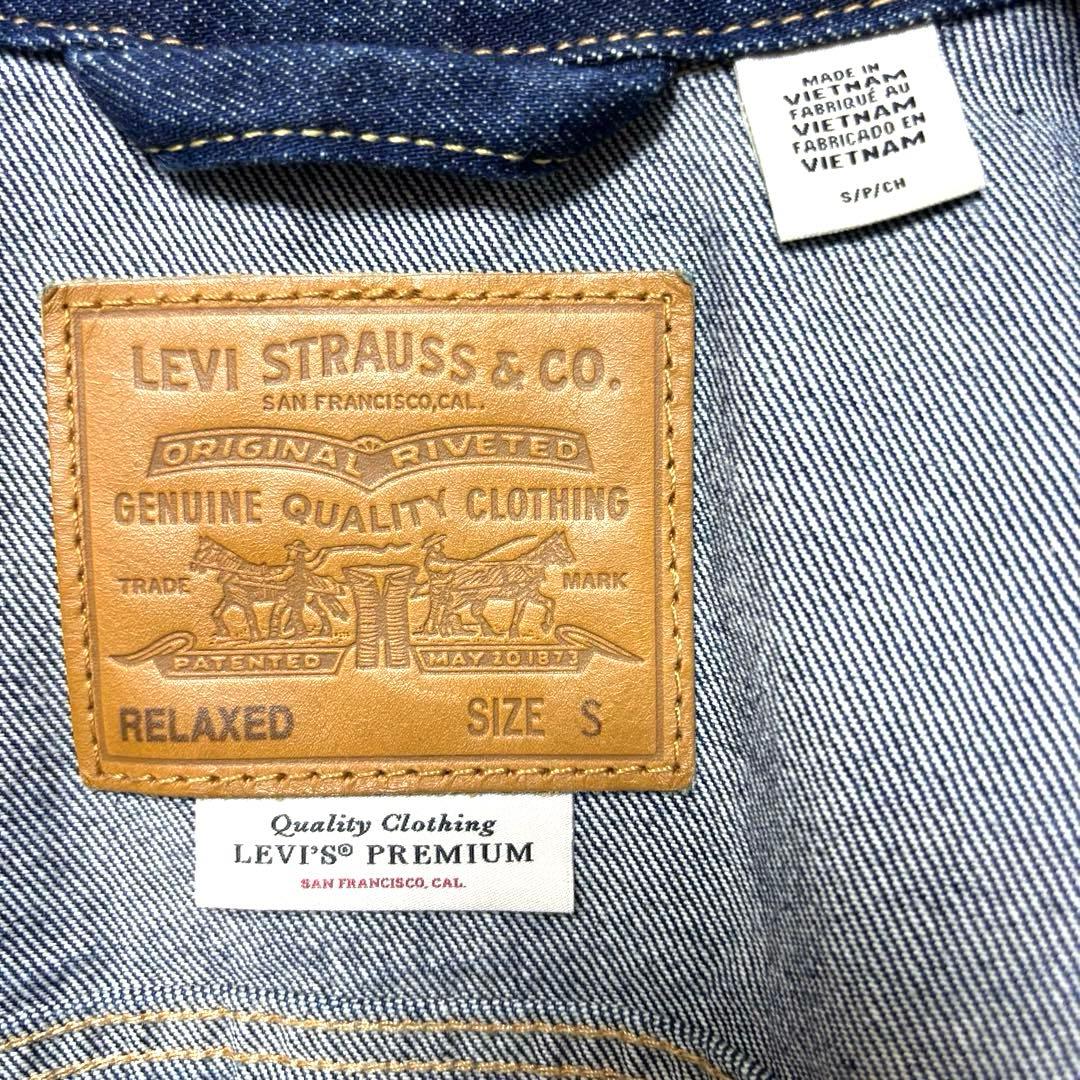 MADE IN
VIETNAM
FABRIQUÉ AU
VIETNAM
FABRICADO EN
VIETNAM
S/P/CH
LEVI STRAUSS & CO.
SAN FRANCISCO, CAL.
ORIGINAL RIVETED
GENUINE QUALITY CLOTHING
TRADE MARK
PATENTED MAY 20 1873
RELAXED SIZE S
Quality Clothing
LEVI'S® PREMIUM
SAN FRANCISCO, CAL.